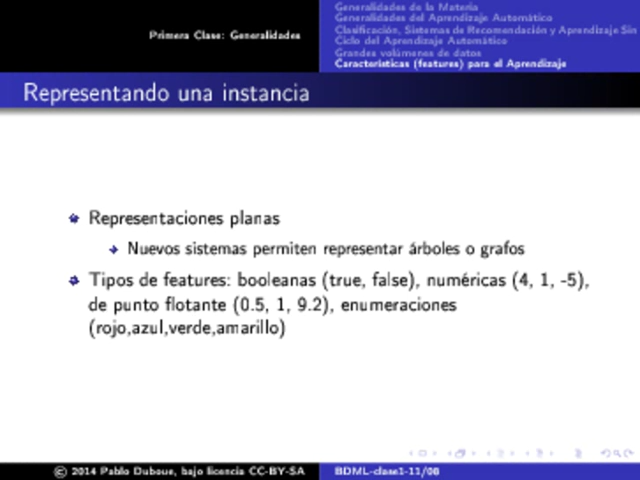 Primera Clase: Generalidades
Generalidades de la Materia
Generalidades del Aprendizaje Automático
Clasificación, Sistemas de Recomendación y Aprendizaje Sin
Ciclo del Aprendizaje Automático
Grandes volúmenes de datos
Características (features) para el Aprendizaje
Representando una instancia
Representaciones planas
Nuevos sistemas permiten representar árboles o grafos
Tipos de features: booleanas (true, false), numéricas (4, 1, -5),
de punto flotante (0.5, 1, 9.2), enumeraciones
(rojo,azul,verde,amarillo)
© 2014 Pablo Duboue, bajo licencia CC-BY-SA
BDML-clase1-11/08